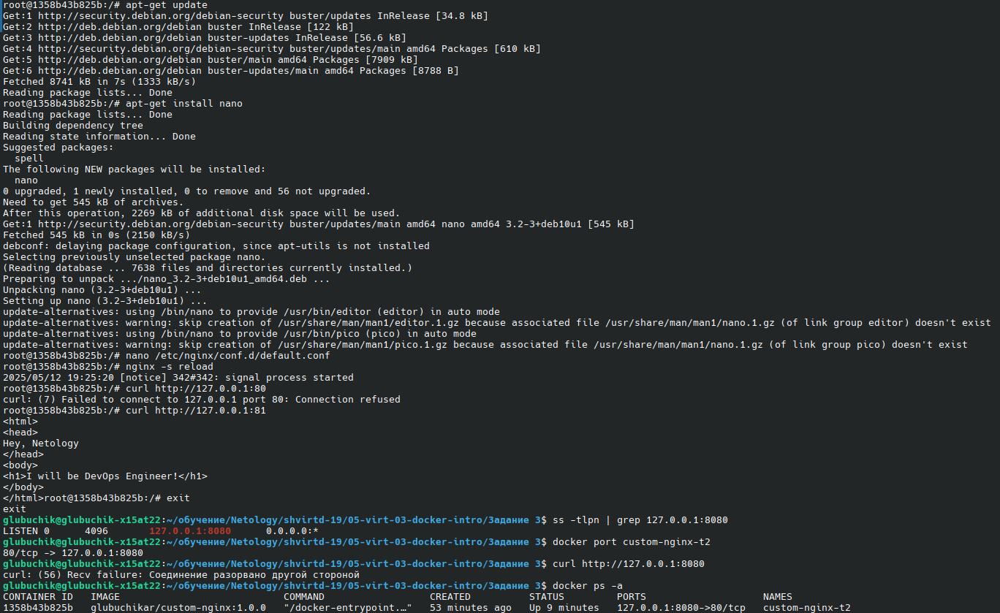 root@1358b43b825b:/# apt-get update
Get:1 http://security.debian.org/debian-security buster/updates InRelease [34.8 kB]
Get:2 http://deb.debian.org/debian buster InRelease [122 kB]
Get:3 http://deb.debian.org/debian buster-updates InRelease [56.6 kB]
Get:4 http://security.debian.org/debian-security buster/updates/main amd64 Packages [610 kB]
Get:5 http://deb.debian.org/debian buster/main amd64 Packages [7909 kB]
Get:6 http://deb.debian.org/debian buster-updates/main amd64 Packages [8788 B]
Fetched 8741 kB in 7s (1333 kB/s)
Reading package lists... Done
root@1358b43b825b:/# apt-get install nano
Reading package lists... Done
Building dependency tree
Reading state information... Done
Suggested packages:
  spell
The following NEW packages will be installed:
  nano
0 upgraded, 1 newly installed, 0 to remove and 56 not upgraded.
Need to get 545 kB of archives.
After this operation, 2269 kB of additional disk space will be used.
Get:1 http://security.debian.org/debian-security buster/updates/main amd64 nano amd64 3.2-3+deb10u1 [545 kB]
Fetched 545 kB in 0s (2150 kB/s)
debconf: delaying package configuration, since apt-utils is not installed
Selecting previously unselected package nano.
(Reading database ... 7638 files and directories currently installed.)
Preparing to unpack .../nano_3.2-3+deb10u1_amd64.deb ...
Unpacking nano (3.2-3+deb10u1) ...
Setting up nano (3.2-3+deb10u1) ...
update-alternatives: using /bin/nano to provide /usr/bin/editor (editor) in auto mode
update-alternatives: warning: skip creation of /usr/share/man/man1/editor.1.gz because associated file /usr/share/man/man1/nano.1.gz (of link group editor) doesn't exist
update-alternatives: using /bin/nano to provide /usr/bin/pico (pico) in auto mode
update-alternatives: warning: skip creation of /usr/share/man/man1/pico.1.gz because associated file /usr/share/man/man1/nano.1.gz (of link group pico) doesn't exist
root@1358b43b825b:/# nano /etc/nginx/conf.d/default.conf
root@1358b43b825b:/# nginx -s reload
2025/05/12 19:25:20 [notice] 342#342: signal process started
root@1358b43b825b:/# curl http://127.0.0.1:80
curl: (7) Failed to connect to 127.0.0.1 port 80: Connection refused
root@1358b43b825b:/# curl http://127.0.0.1:81
<html>
<head>
Hey, Netology
</head>
<body>
<h1>I will be DevOps Engineer!</h1>
</body>
</html>root@1358b43b825b:/# exit
exit
glubuchik@glubuchik-x15at22:~/обучение/Netology/shvirtd-19/05-virt-03-docker-intro/Задание 3$ ss -tlpn | grep 127.0.0.1:8080
LISTEN 0      4096       127.0.0.1:8080      0.0.0.0:*
glubuchik@glubuchik-x15at22:~/обучение/Netology/shvirtd-19/05-virt-03-docker-intro/Задание 3$ docker port custom-nginx-t2
80/tcp -> 127.0.0.1:8080
glubuchik@glubuchik-x15at22:~/обучение/Netology/shvirtd-19/05-virt-03-docker-intro/Задание 3$ curl http://127.0.0.1:8080
curl: (56) Recv failure: Соединение разорвано другой стороной
glubuchik@glubuchik-x15at22:~/обучение/Netology/shvirtd-19/05-virt-03-docker-intro/Задание 3$ docker ps -a
CONTAINER ID   IMAGE                            COMMAND                  CREATED          STATUS         PORTS                    NAMES
1358b43b825b   glubuchikar/custom-nginx:1.0.0   "/docker-entrypoint.…"   53 minutes ago   Up 9 minutes   127.0.0.1:8080->80/tcp   custom-nginx-t2